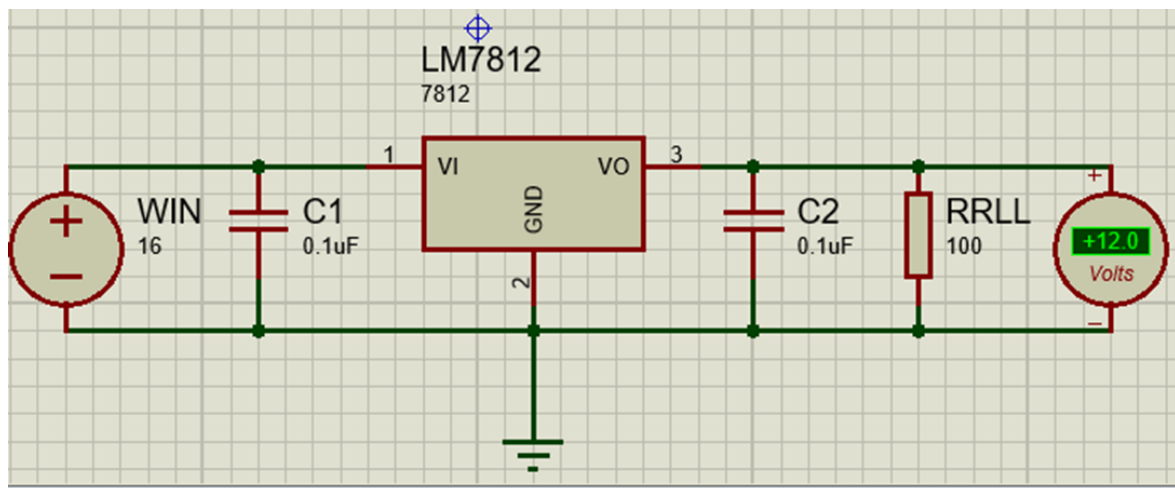 LM7812
7812
1
VI
VO
3
GND
2
WIN
16
C1
0.1uF
C2
0.1uF
RRLL
100
+
+12.0
Volts
−